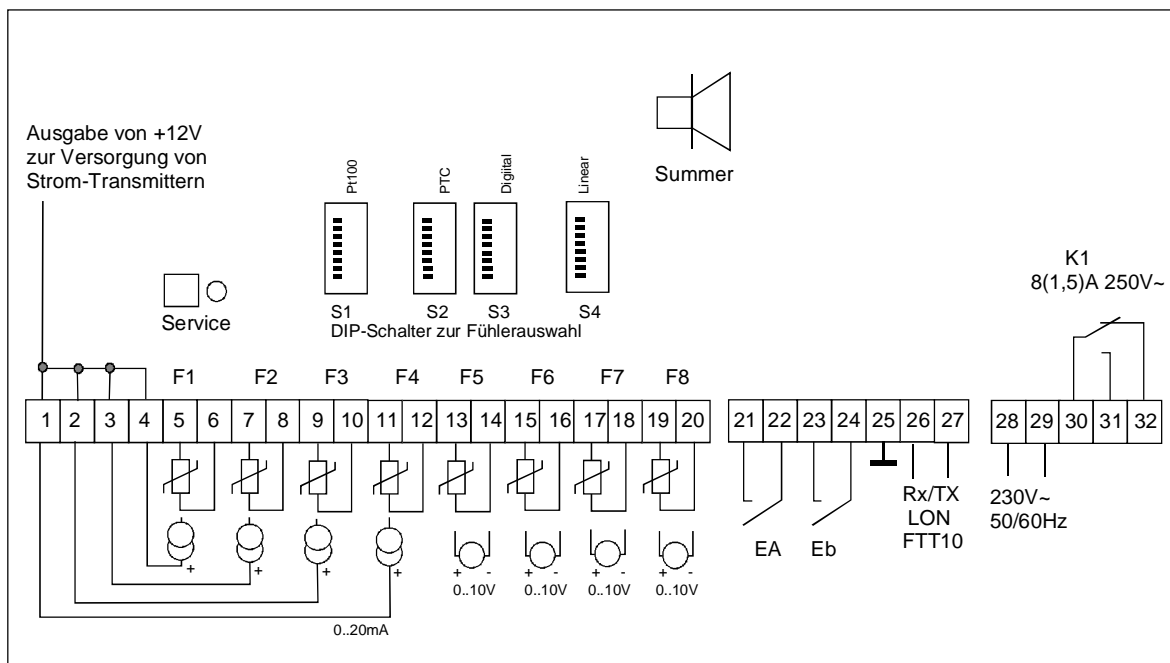 Ausgabe von +12V
zur Versorgung von
Strom-Transmittern
Summer
Pt100
PTC
Digiital
Linear
Service
S1 S2 S3 S4
DIP-Schalter zur Fühlerauswahl
K1
8(1,5)A 250V~
F1 F2 F3 F4 F5 F6 F7 F8
1 2 3 4 5 6 7 8 9 10 11 12 13 14 15 16 17 18 19 20 21 22 23 24 25 26 27 28 29 30 31 32
Rx/TX
LON
FTT10
230V~
50/60Hz
EA Eb
+ + + + + - + - + - + -
0..10V 0..10V 0..10V 0..10V
0..20mA